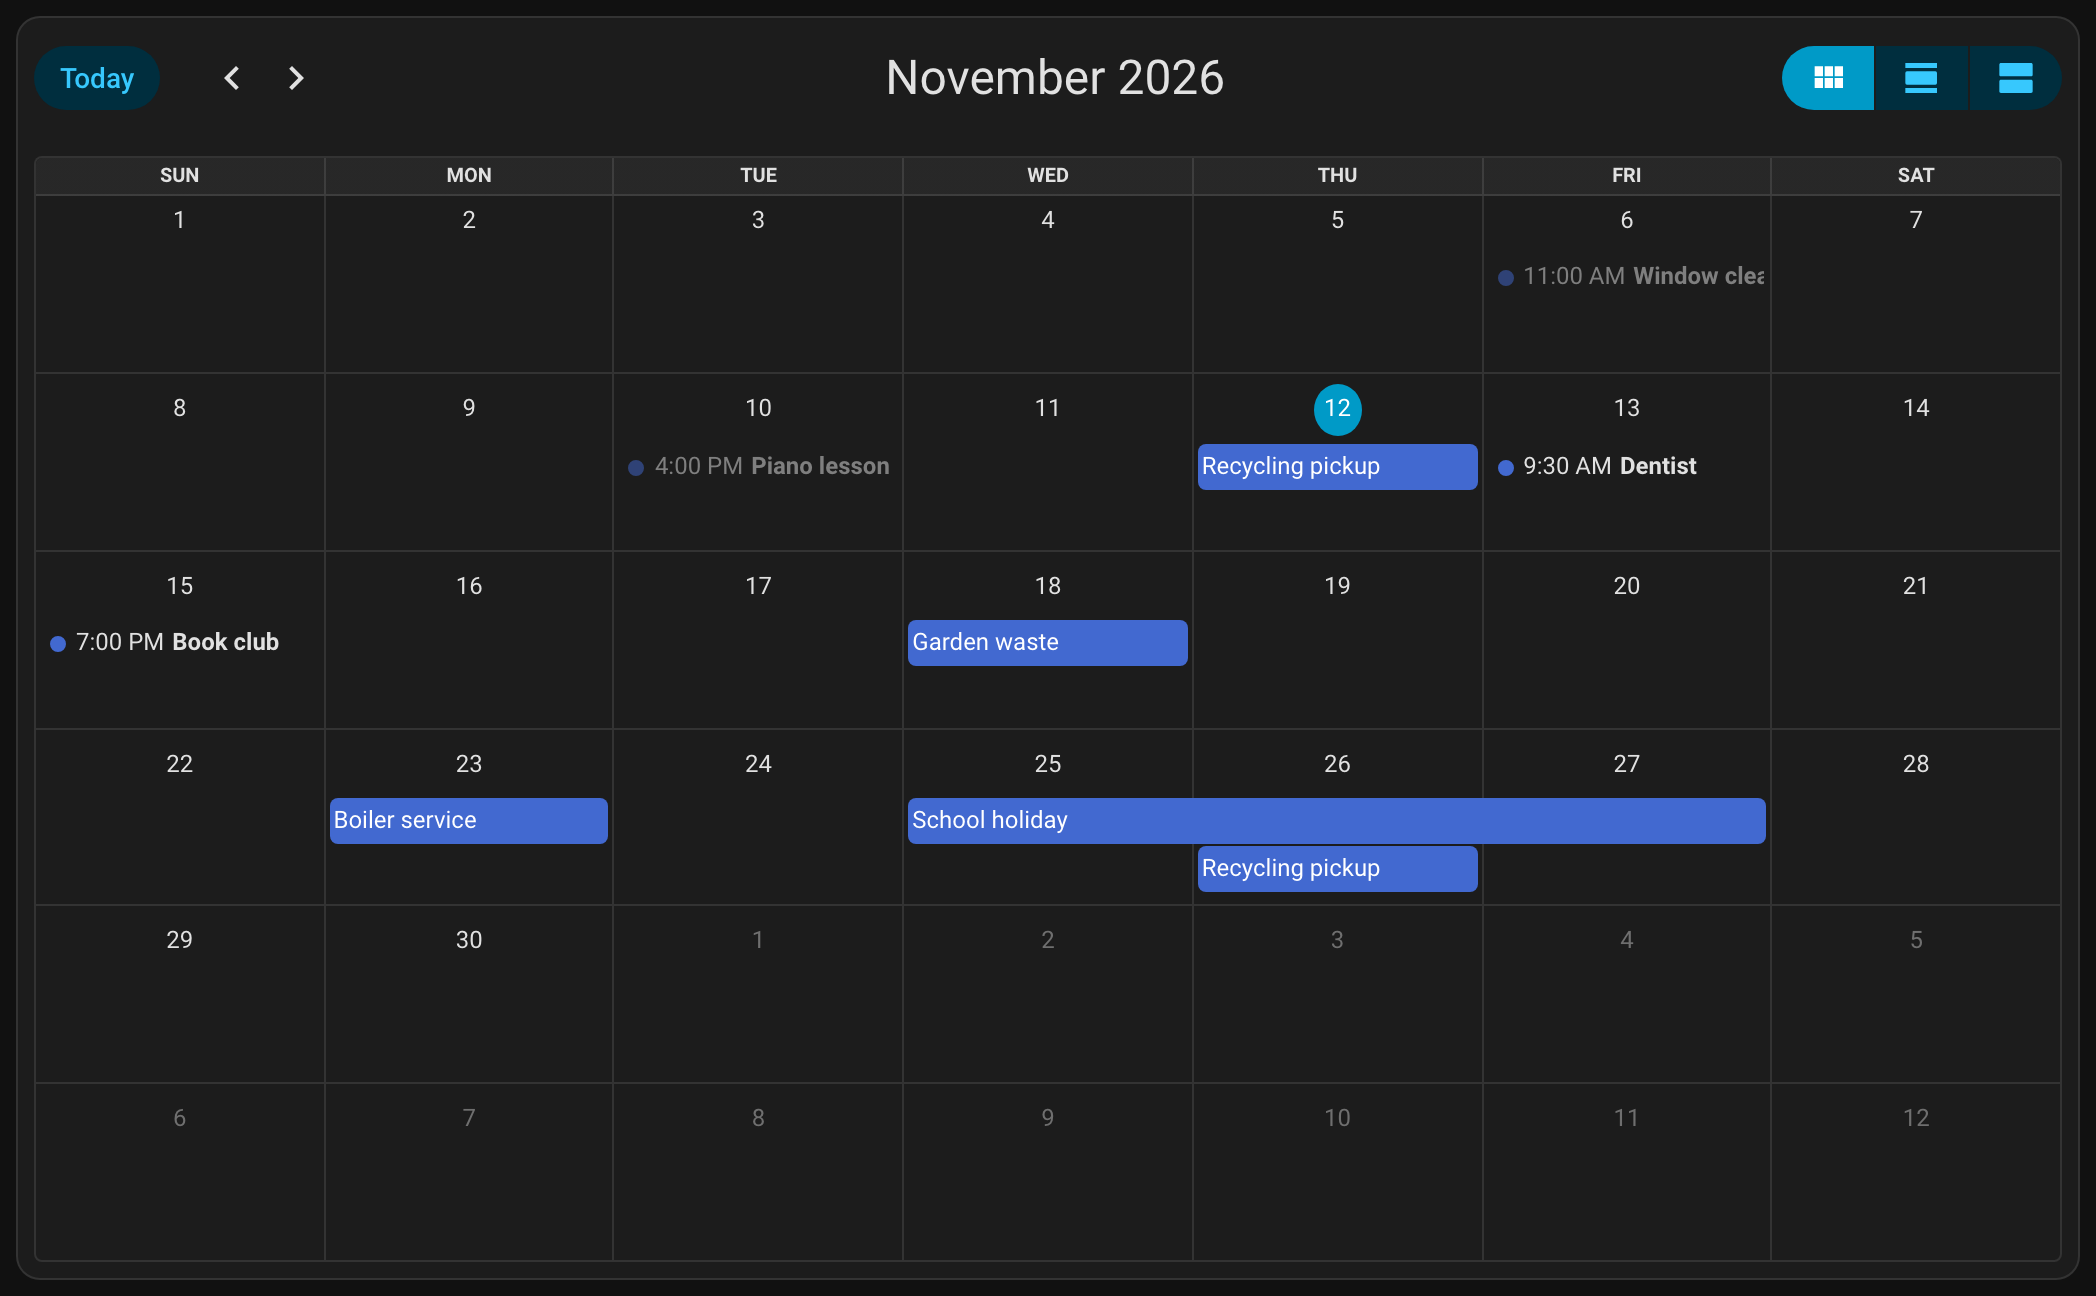 Today
November 2026
SUN MON TUE WED THU FRI SAT
1 2 3 4 5 6 7
11:00 AM Window clea
8 9 10 11 12 13 14
4:00 PM Piano lesson
Recycling pickup
9:30 AM Dentist
15 16 17 18 19 20 21
7:00 PM Book club
Garden waste
22 23 24 25 26 27 28
Boiler service
School holiday
Recycling pickup
29 30 1 2 3 4 5
6 7 8 9 10 11 12